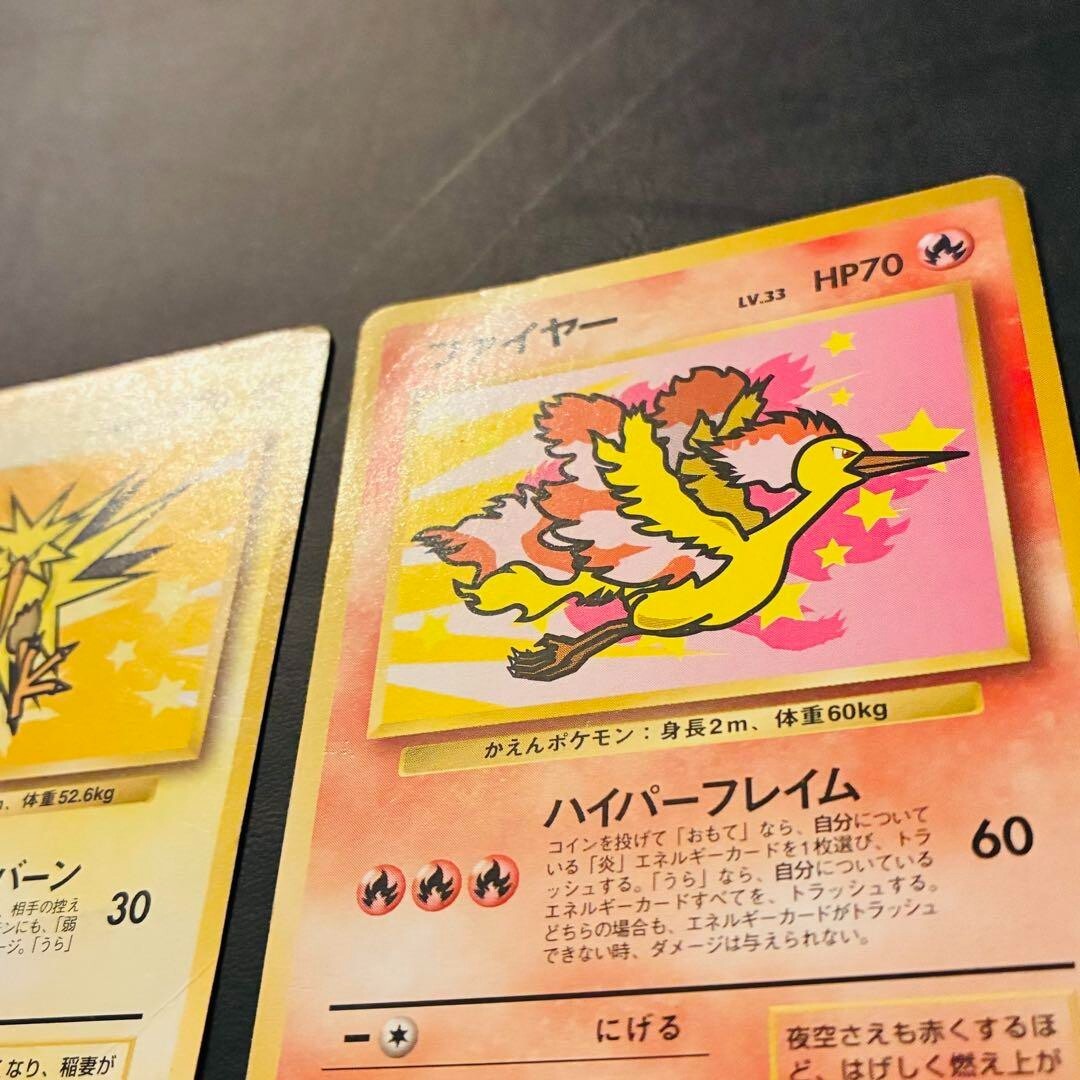 ファイヤー
LV.33 HP70
かえんポケモン：身長2m、体重60kg
ハイパーフレイム
コインを投げて「おもて」なら、自分について
いる「炎」エネルギーカードを1枚選び、トラ
ッシュする。「うら」なら、自分についている
エネルギーカードすべてを、トラッシュする。
どちらの場合も、エネルギーカードがトラッシュ
できない時、ダメージは与えられない。
60
にげる
夜空さえも赤くするほ
ど、はげしく燃え上が
、体重52.6kg
バーン
、相手の控え
ンにも、「弱
ージ。「うら」
30
くなり、稲妻が